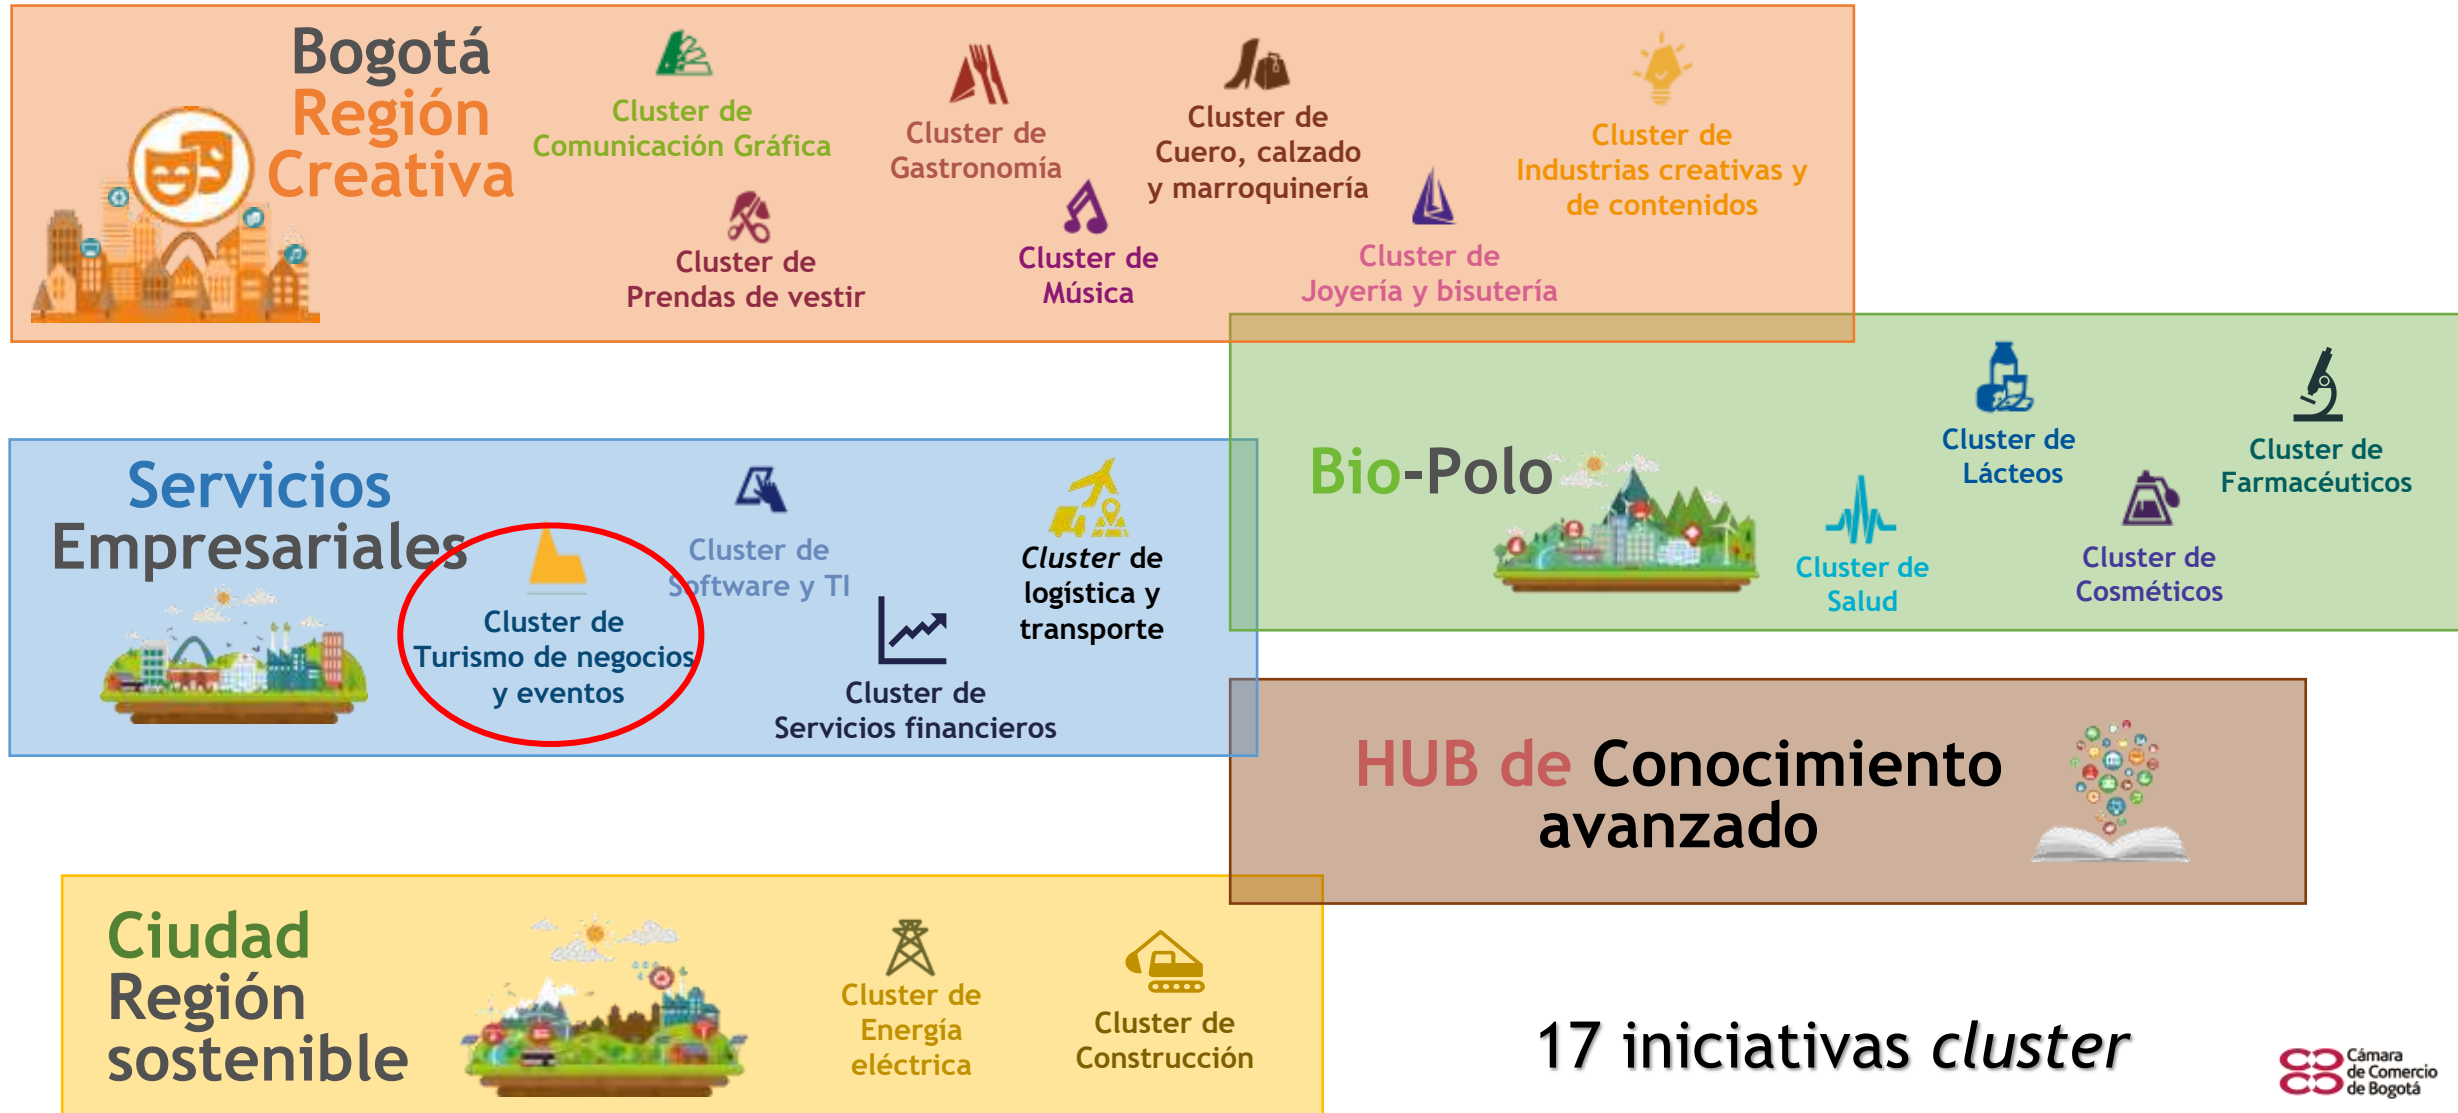 Bogotá
Región
Creativa
Cluster de
Comunicación Gráfica
Cluster de
Gastronomía
Cluster de
Cuero, calzado
y marroquinería
Cluster de
Industrias creativas y
de contenidos
Cluster de
Prendas de vestir
Cluster de
Música
Cluster de
Joyería y bisutería
Servicios
Empresariales
Cluster de
Turismo de negocios
y eventos
Cluster de
Software y TI
Cluster de
Servicios financieros
Cluster de
logística y
transporte
Bio-Polo
Cluster de
Salud
Cluster de
Lácteos
Cluster de
Cosméticos
Cluster de
Farmacéuticos
HUB de Conocimiento
avanzado
Ciudad
Región
sostenible
Cluster de
Energía
eléctrica
Cluster de
Construcción
17 iniciativas cluster
Cámara
de Comercio
de Bogotá